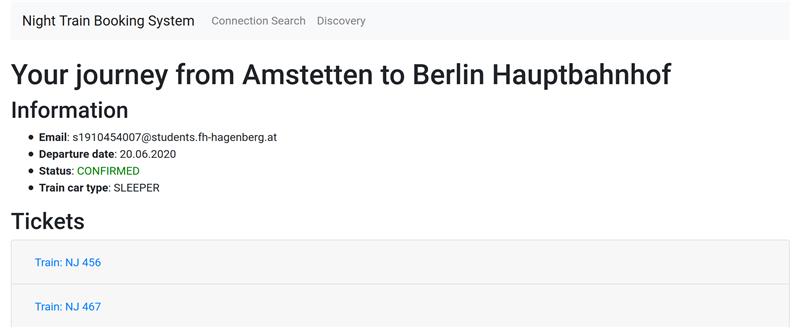 Night Train Booking System Connection Search Discovery
Your journey from Amstetten to Berlin Hauptbahnhof
Information
Email: s1910454007@students.fh-hagenberg.at
Departure date: 20.06.2020
Status: CONFIRMED
Train car type: SLEEPER
Tickets
Train: NJ 456
Train: NJ 467